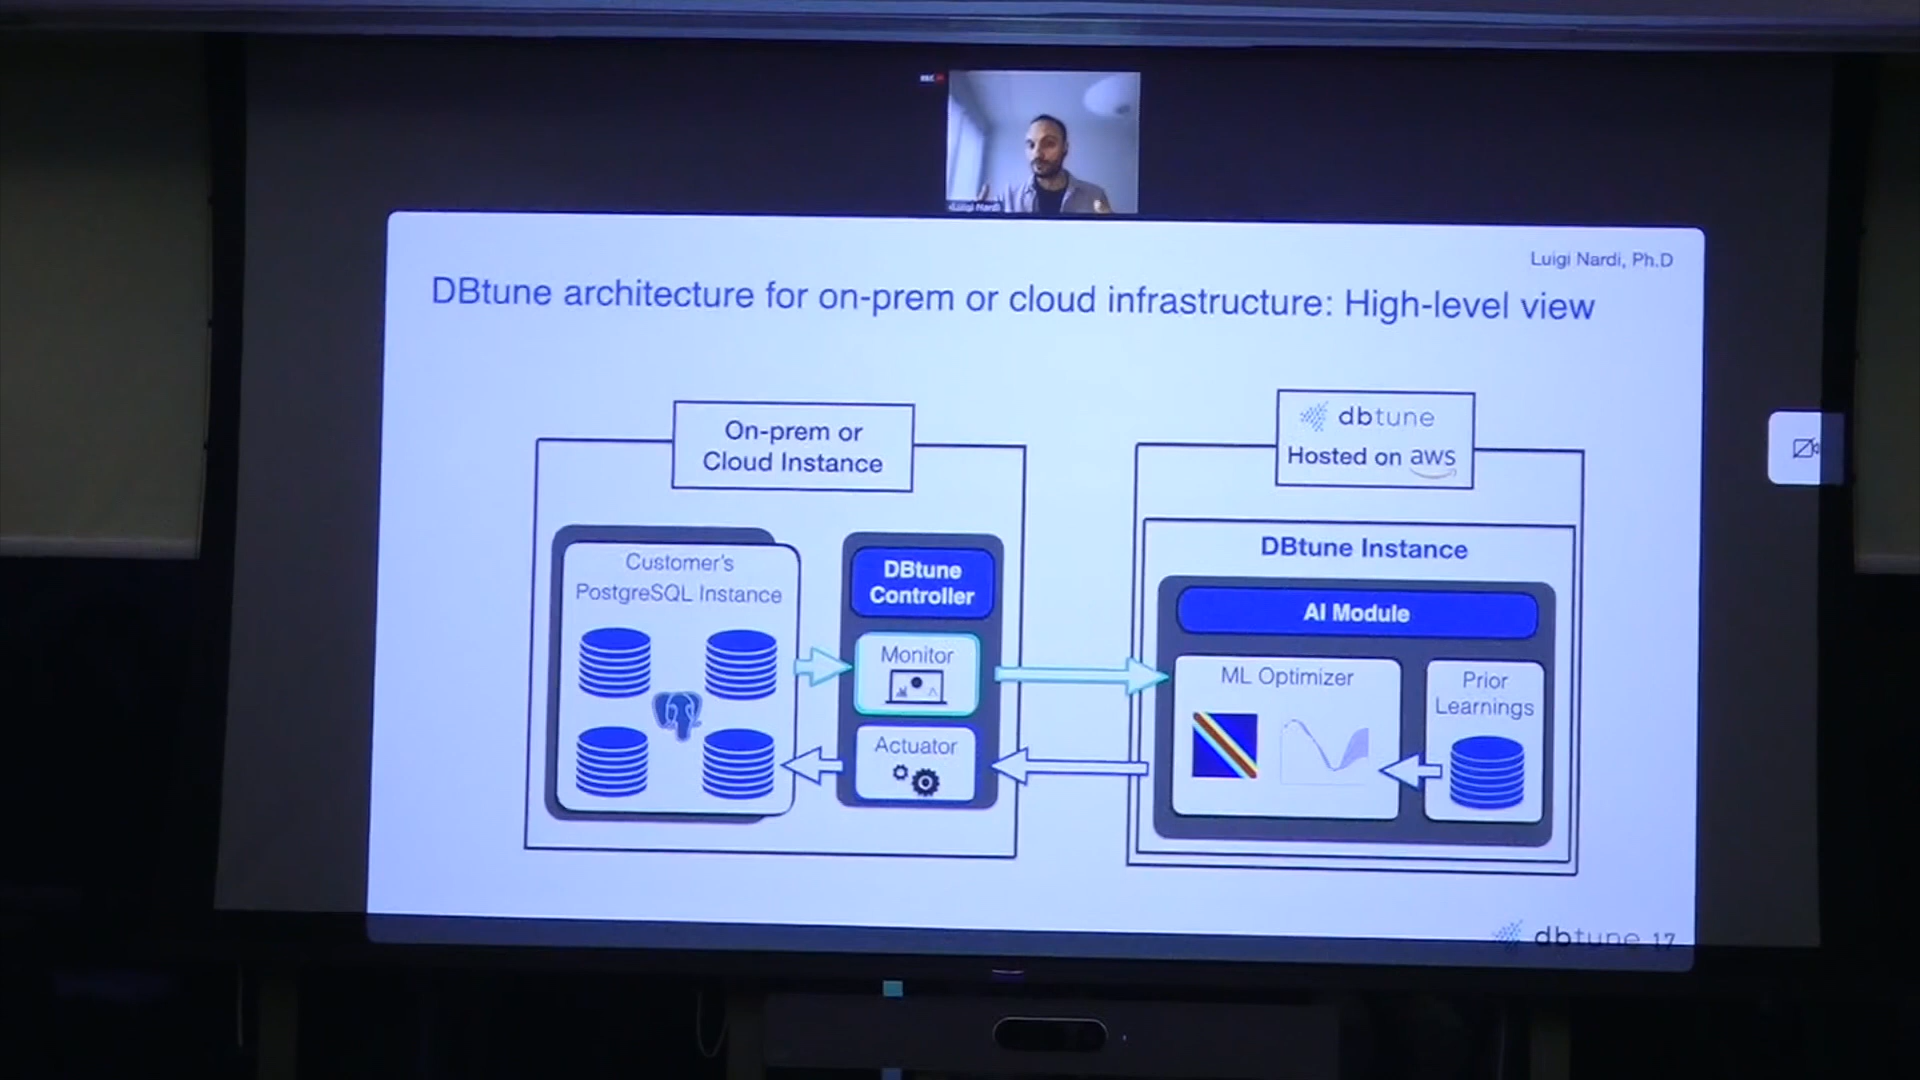 Luigi Nardi
Luigi Nardi, Ph.D
DBtune architecture for on-prem or cloud infrastructure: High-level view
On-prem or
Cloud Instance
dbtune
Hosted on aws
Customer's
PostgreSQL Instance
DBtune
Controller
Monitor
Actuator
DBtune Instance
AI Module
ML Optimizer
Prior
Learnings
dbtune 17